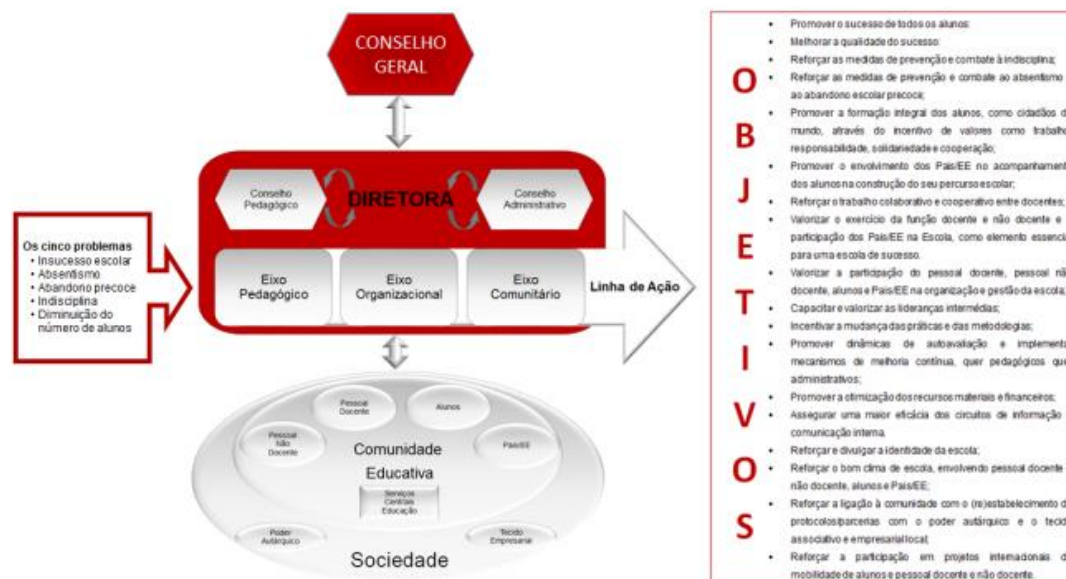 CONSELHO
GERAL
Conselho
Pedagógico
DIRETORA
Conselho
Administrativo
Os cinco problemas
• Insucesso escolar
• Absentismo
• Abandono precoce
• Indisciplina
• Diminuição do
número de alunos
Eixo
Pedagógico
Eixo
Organizacional
Eixo
Comunitário
Linha de Ação
Pessoal
Docente
Alunos
Pessoal
Não
Docente
Pais/EE
Comunidade
Educativa
Serviços
Centrais
Educação
Poder
Autárquico
Tecido
Empresarial
Sociedade
OBJETIVOS
• Promover o sucesso de todos os alunos;
• Melhorar a qualidade do sucesso;
• Reforçar as medidas de prevenção e combate à indisciplina;
• Reforçar as medidas de prevenção e combate ao absentismo
ao abandono escolar precoce;
• Promover a formação integral dos alunos, como cidadãos d
mundo, através do incentivo de valores como trabalho
responsabilidade, solidariedade e cooperação;
• Promover o envolvimento dos Pais/EE no acompanhament
dos alunos na construção do seu percurso escolar;
• Reforçar o trabalho colaborativo e cooperativo entre docentes;
• Valorizar o exercício da função docente e não docente e
participação dos Pais/EE na Escola, como elemento essencia
para uma escola de sucesso.
• Valorizar a participação do pessoal docente, pessoal nã
docente, alunos e Pais/EE na organização e gestão da escola;
• Capacitar e valorizar as lideranças intermédias;
• Incentivar a mudança das práticas e das metodologias;
• Promover dinâmicas de autoavaliação e implementa
mecanismos de melhoria contínua, quer pedagógicos que
administrativos;
• Promover a otimização dos recursos materiais e financeiros;
• Assegurar uma maior eficácia dos circuitos de informação
comunicação interna.
• Reforçar e divulgar a identidade da escola;
• Reforçar o bom clima de escola, envolvendo pessoal docente
não docente, alunos e Pais/EE;
• Reforçar a ligação à comunidade com o (re)estabelecimento d
protocolos/parcerias com o poder autárquico e o tecid
associativo e empresarial local;
• Reforçar a participação em projetos internacionais d
mobilidade de alunos e pessoal docente e não docente.